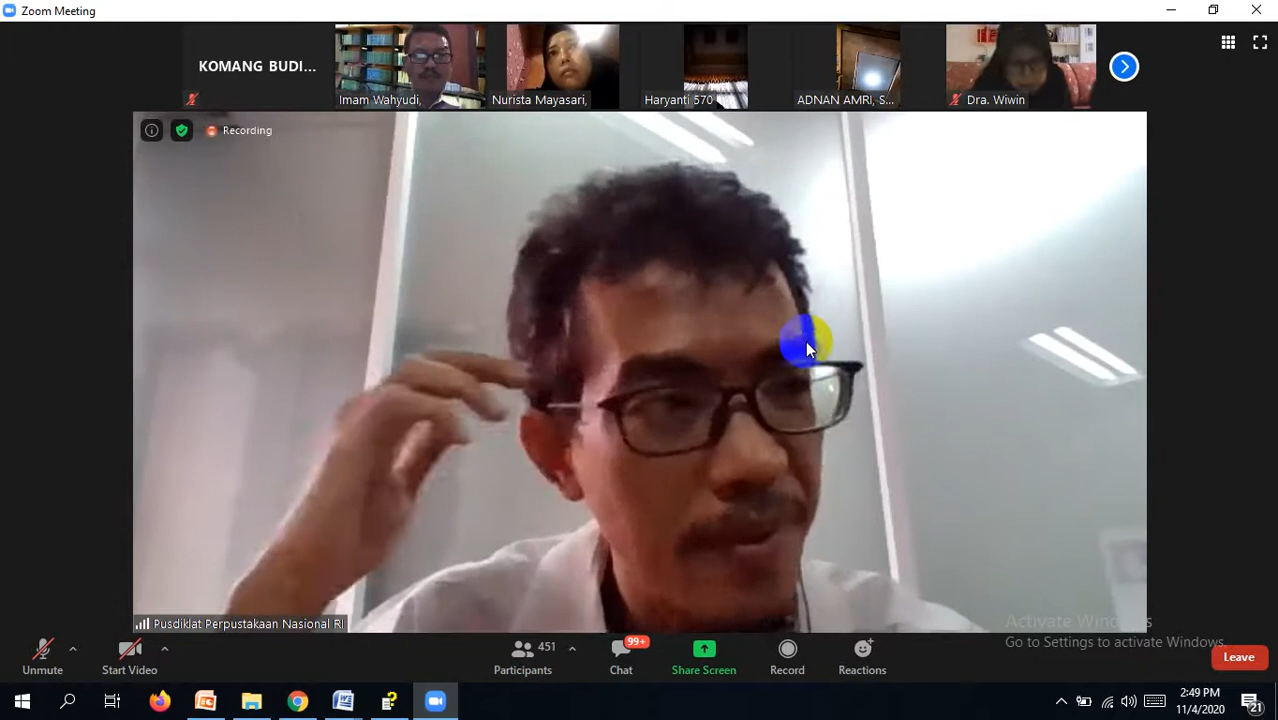 Zoom Meeting
KOMANG BUDI...
Imam Wahyudi,
Nurista Mayasari,
Haryanti 570
ADNAN AMRI, S...
Dra. Wiwin
Recording
Pusdiklat Perpustakaan Nasional RI
Activate Windows
Go to Settings to activate Windows.
Unmute
Start Video
451
Participants
99+
Chat
Share Screen
Record
Reactions
Leave
2:49 PM
11/4/2020
21